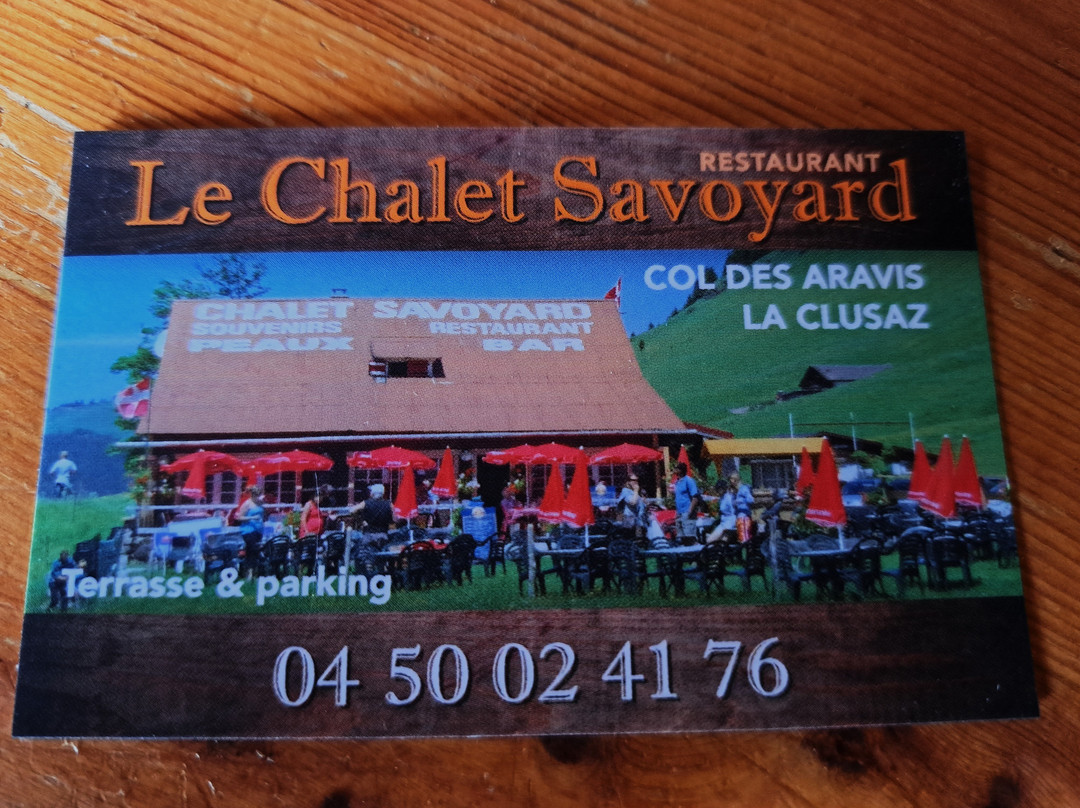 RESTAURANT
Le Chalet Savoyard
COL DES ARAVIS
LA CLUSAZ
CHALET SAVOYARD
SOUVENIRS RESTAURANT
PEAUX BAR
Terrasse & parking
04 50 02 41 76